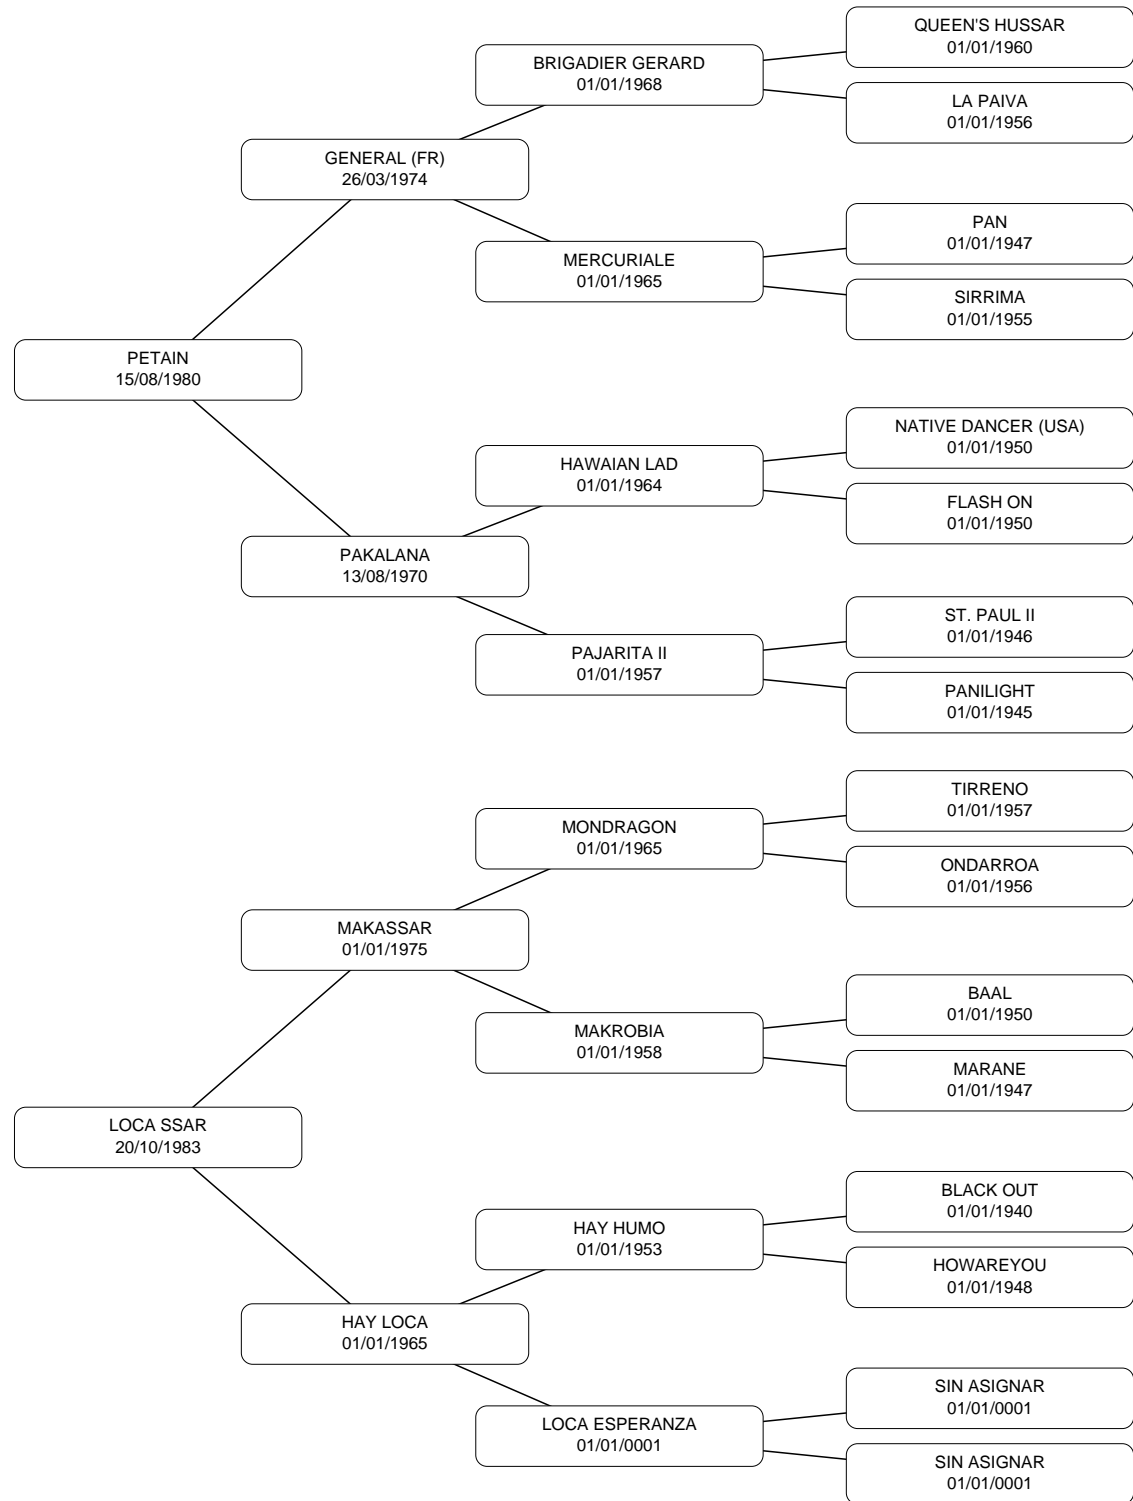 QUEEN'S HUSSAR
01/01/1960
BRIGADIER GERARD
01/01/1968
LA PAIVA
01/01/1956
GENERAL (FR)
26/03/1974
PAN
01/01/1947
MERCURIALE
01/01/1965
SIRRIMA
01/01/1955
PETAIN
15/08/1980
NATIVE DANCER (USA)
01/01/1950
HAWAIAN LAD
01/01/1964
FLASH ON
01/01/1950
PAKALANA
13/08/1970
ST. PAUL II
01/01/1946
PAJARITA II
01/01/1957
PANILIGHT
01/01/1945
TIRRENO
01/01/1957
MONDRAGON
01/01/1965
ONDARROA
01/01/1956
MAKASSAR
01/01/1975
BAAL
01/01/1950
MAKROBIA
01/01/1958
MARANE
01/01/1947
LOCA SSAR
20/10/1983
BLACK OUT
01/01/1940
HAY HUMO
01/01/1953
HOWAREYOU
01/01/1948
HAY LOCA
01/01/1965
SIN ASIGNAR
01/01/0001
LOCA ESPERANZA
01/01/0001
SIN ASIGNAR
01/01/0001